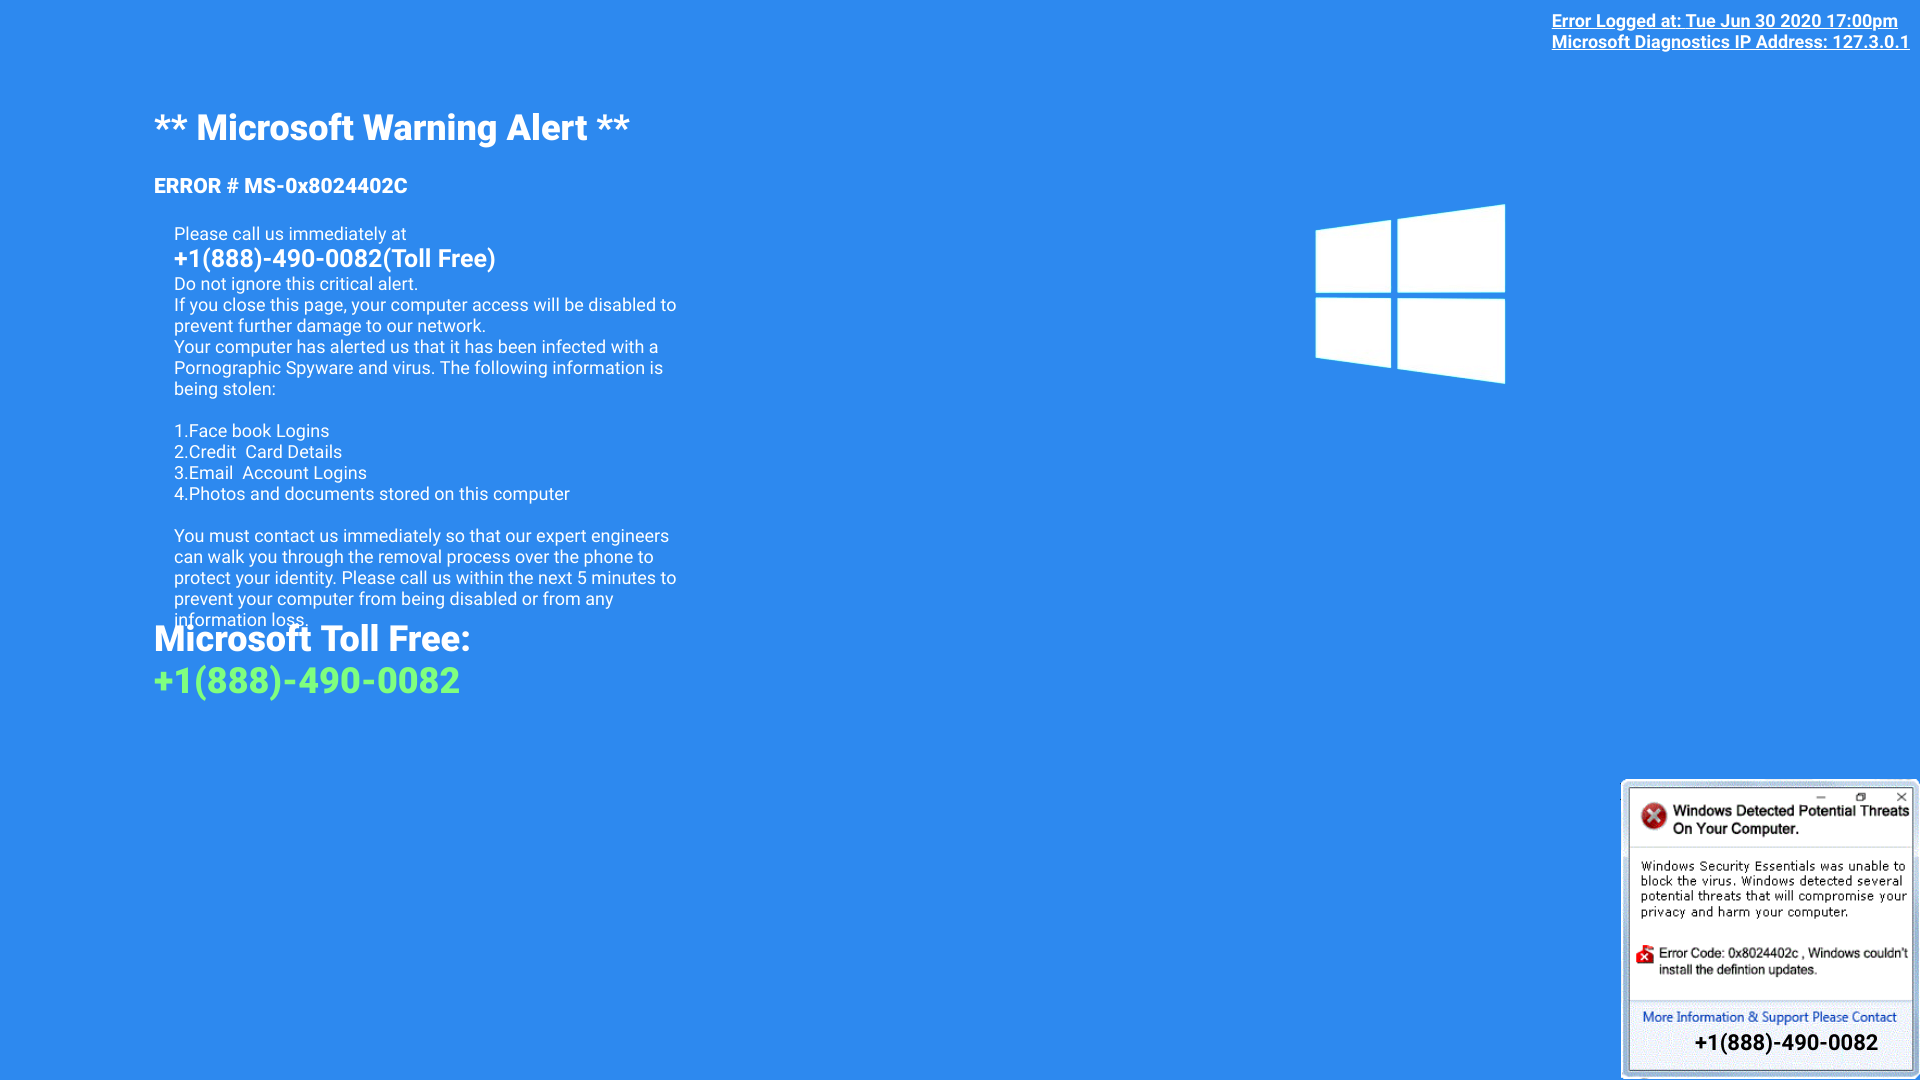 Error Logged at: Tue Jun 30 2020 17:00pm
Microsoft Diagnostics IP Address: 127.3.0.1
** Microsoft Warning Alert **
ERROR # MS-0x8024402C
Please call us immediately at
+1(888)-490-0082(Toll Free)
Do not ignore this critical alert.
If you close this page, your computer access will be disabled to
prevent further damage to our network.
Your computer has alerted us that it has been infected with a
Pornographic Spyware and virus. The following information is
being stolen:
1.Face book Logins
2.Credit  Card Details
3.Email  Account Logins
4.Photos and documents stored on this computer
You must contact us immediately so that our expert engineers
can walk you through the removal process over the phone to
protect your identity. Please call us within the next 5 minutes to
prevent your computer from being disabled or from any
information loss.
Microsoft Toll Free:
+1(888)-490-0082
Windows Detected Potential Threats
On Your Computer.
Windows Security Essentials was unable to
block the virus. Windows detected several
potential threats that will compromise your
privacy and harm your computer.
Error Code: 0x8024402c , Windows couldn't
install the defintion updates.
More Information & Support Please Contact
+1(888)-490-0082